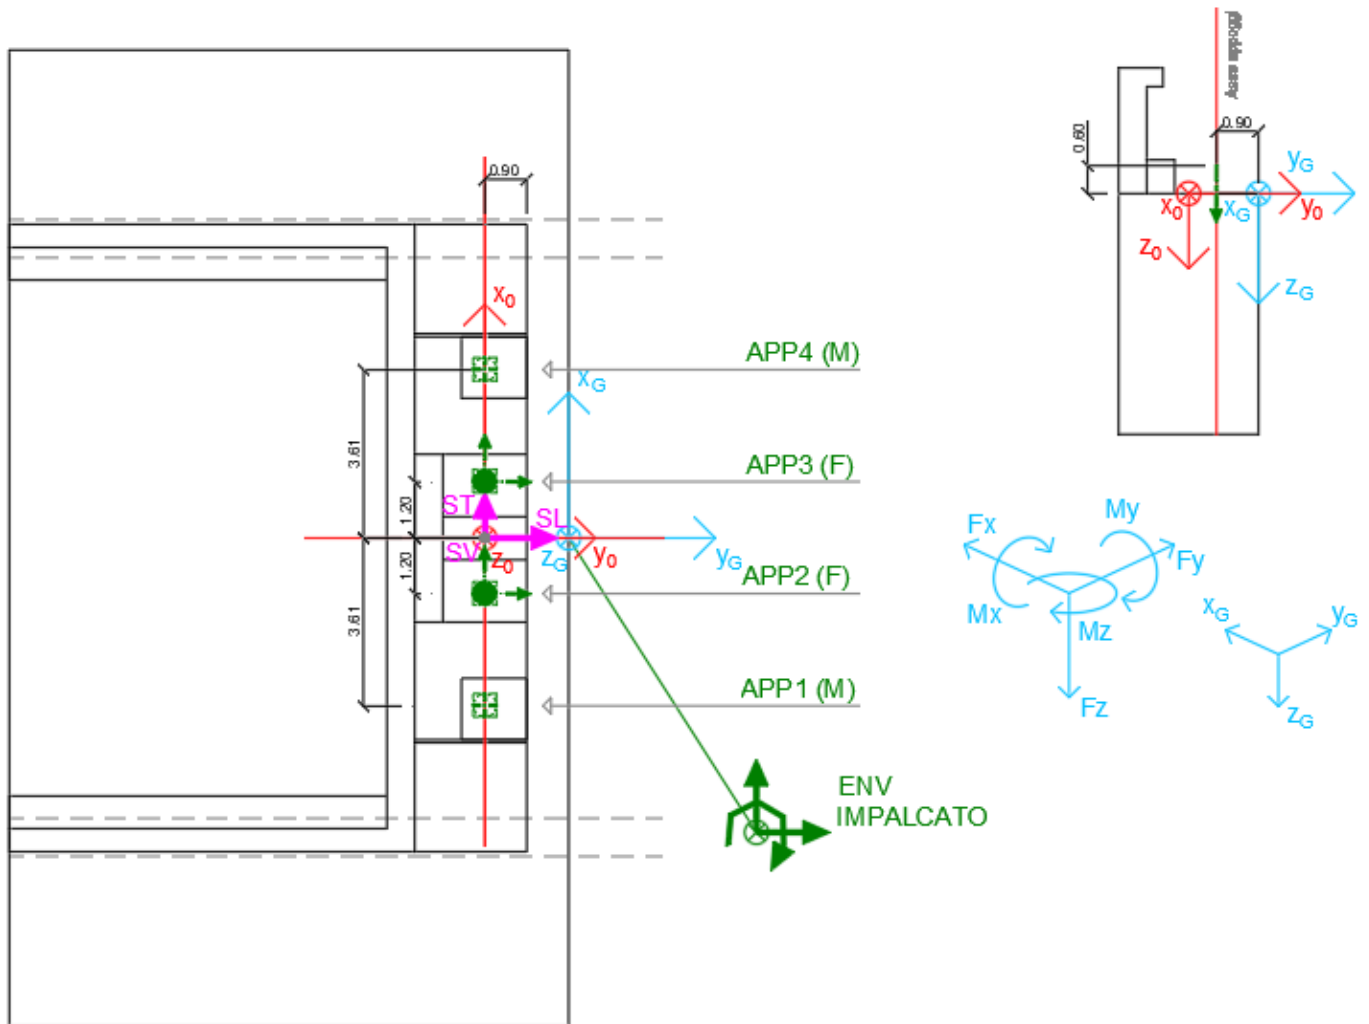 0.90
x0
3.61
1.20
ST
SL
SV
z0
zG
y0
yG
xG
1.20
3.61
APP4 (M)
APP3 (F)
APP2 (F)
APP1 (M)
ENV
IMPALCATO
0.60
0.90
yG
x0
xG
y0
z0
zG
Fx
My
Fy
Mx
Mz
Fz
xG
yG
zG